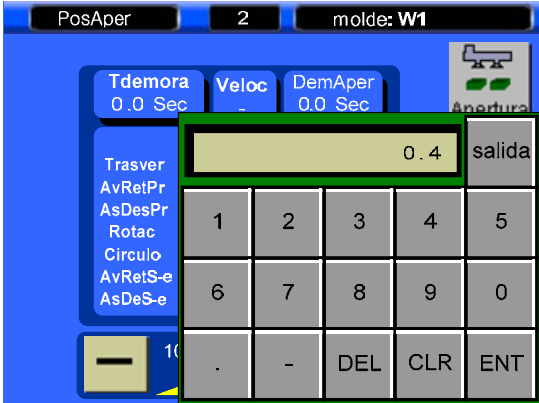 PosAper 2 molde: W1
Tdemora Veloc DemAper
0.0 Sec - 0.0 Sec
Apertura
0.4 salida
Trasver
AvRetPr
AsDesPr
Rotac
Circulo
AvRetS-e
AsDeS-e
1 2 3 4 5
6 7 8 9 0
. - DEL CLR ENT
— 10